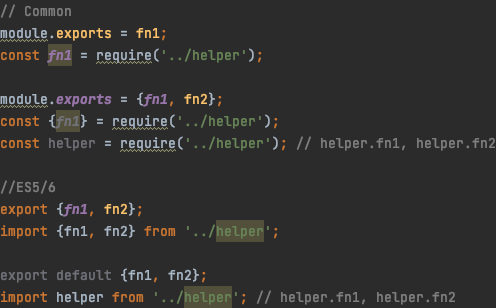 // Common
module.exports = fn1;
const fn1 = require('../helper');
module.exports = {fn1, fn2};
const {fn1} = require('../helper');
const helper = require('../helper'); // helper.fn1, helper.fn2
//ES5/6
export {fn1, fn2};
import {fn1, fn2} from '../helper';
export default {fn1, fn2};
import helper from '../helper'; // helper.fn1, helper.fn2